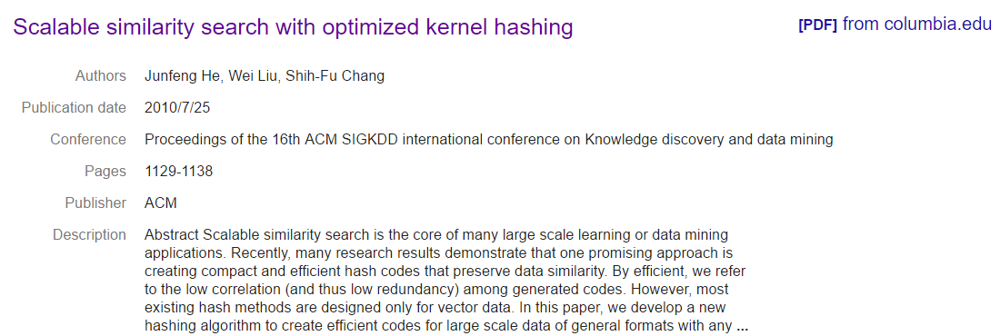 Scalable similarity search with optimized kernel hashing
[PDF] from columbia.edu
Authors Junfeng He, Wei Liu, Shih-Fu Chang
Publication date 2010/7/25
Conference Proceedings of the 16th ACM SIGKDD international conference on Knowledge discovery and data mining
Pages 1129-1138
Publisher ACM
Description Abstract Scalable similarity search is the core of many large scale learning or data mining
applications. Recently, many research results demonstrate that one promising approach is
creating compact and efficient hash codes that preserve data similarity. By efficient, we refer
to the low correlation (and thus low redundancy) among generated codes. However, most
existing hash methods are designed only for vector data. In this paper, we develop a new
hashing algorithm to create efficient codes for large scale data of general formats with any ...